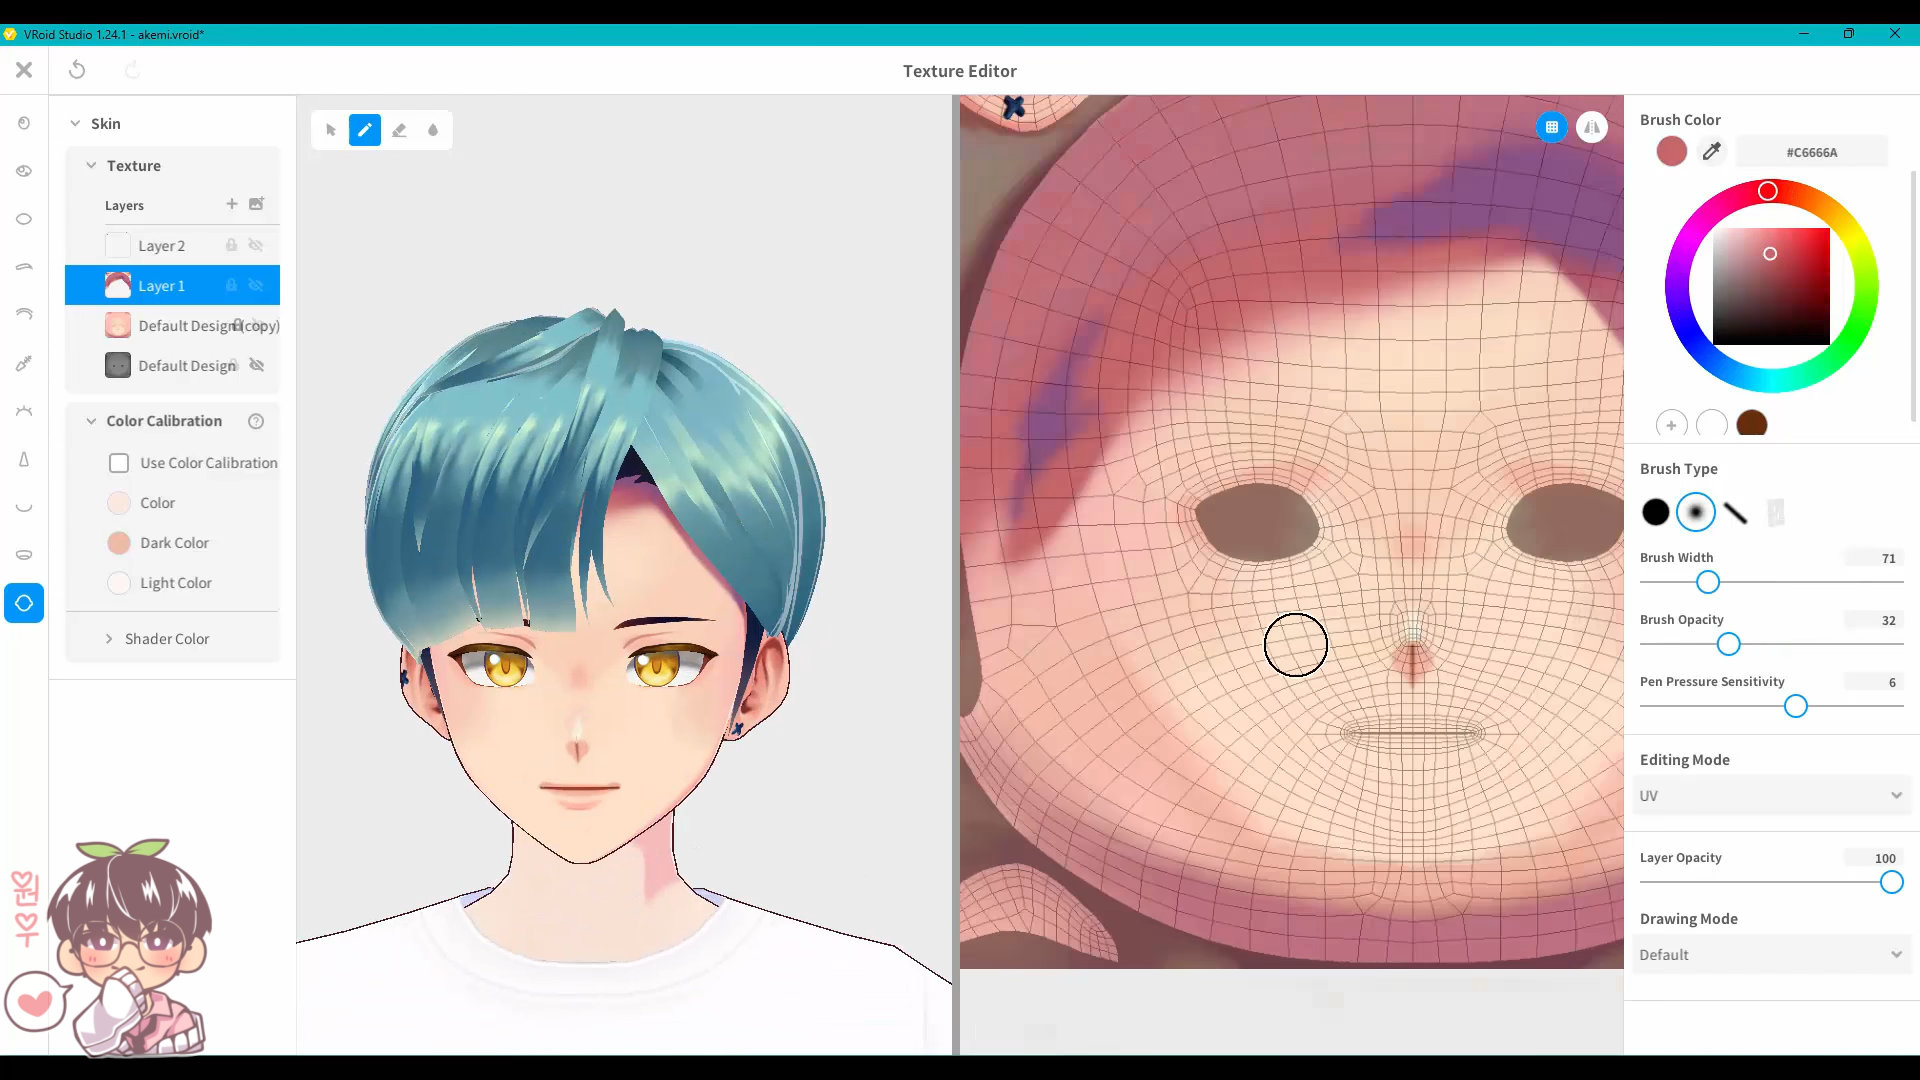 VRoid Studio 1.24.1 - akemi.vroid*
Texture Editor
Skin
Texture
Layers
Layer 2
Layer 1
Default Design (copy)
Default Design
Color Calibration
?
Use Color Calibration
Color
Dark Color
Light Color
Shader Color
원우
Brush Color
#C6666A
Brush Type
Brush Width
71
Brush Opacity
32
Pen Pressure Sensitivity
6
Editing Mode
UV
Layer Opacity
100
Drawing Mode
Default